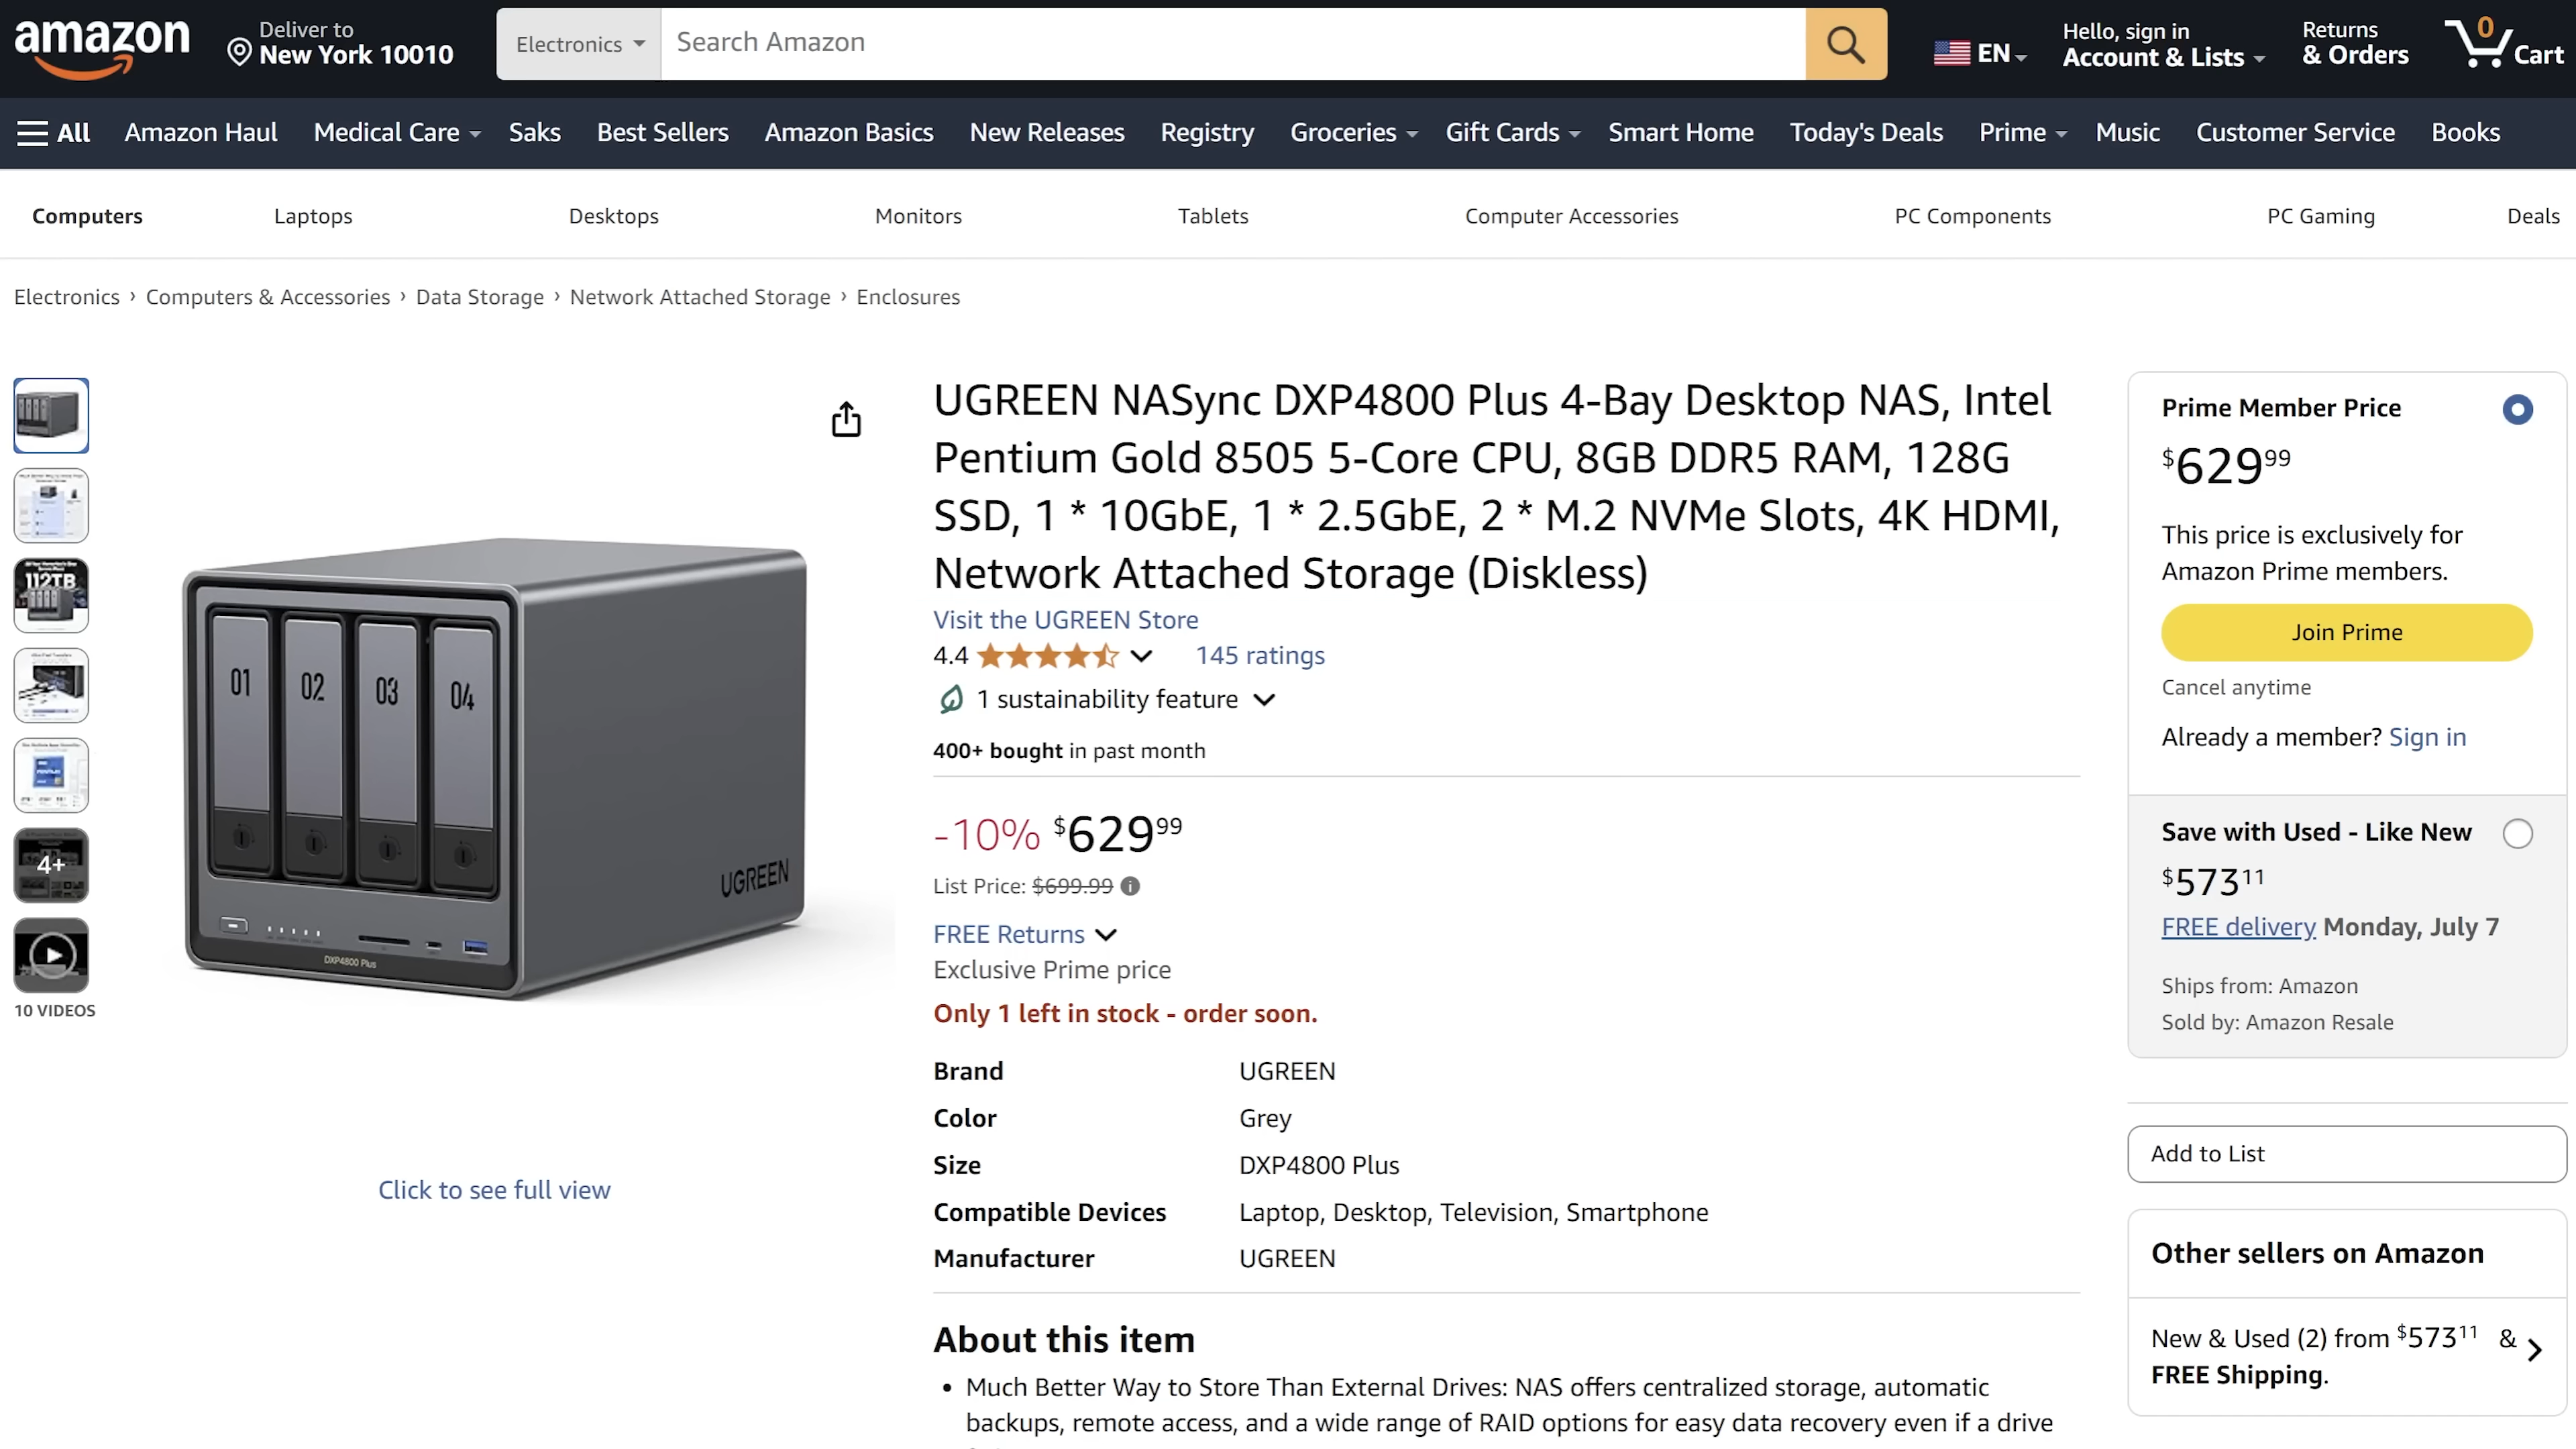 amazon
Deliver to
New York 10010
Electronics
Search Amazon
EN
Hello, sign in
Account & Lists
Returns
& Orders
0
Cart
All
Amazon Haul
Medical Care
Saks
Best Sellers
Amazon Basics
New Releases
Registry
Groceries
Gift Cards
Smart Home
Today's Deals
Prime
Music
Customer Service
Books
Computers
Laptops
Desktops
Monitors
Tablets
Computer Accessories
PC Components
PC Gaming
Deals
Electronics › Computers & Accessories › Data Storage › Network Attached Storage › Enclosures
112TB
4+
10 VIDEOS
01
02
03
04
UGREEN
DXP4800 Plus
Click to see full view
UGREEN NASync DXP4800 Plus 4-Bay Desktop NAS, Intel
Pentium Gold 8505 5-Core CPU, 8GB DDR5 RAM, 128G
SSD, 1 * 10GbE, 1 * 2.5GbE, 2 * M.2 NVMe Slots, 4K HDMI,
Network Attached Storage (Diskless)
Visit the UGREEN Store
4.4
145 ratings
1 sustainability feature
400+ bought in past month
-10% $629 99
List Price: $699.99
FREE Returns
Exclusive Prime price
Only 1 left in stock - order soon.
Brand UGREEN
Color Grey
Size DXP4800 Plus
Compatible Devices Laptop, Desktop, Television, Smartphone
Manufacturer UGREEN
About this item
• Much Better Way to Store Than External Drives: NAS offers centralized storage, automatic
backups, remote access, and a wide range of RAID options for easy data recovery even if a drive
Prime Member Price
$629 99
This price is exclusively for
Amazon Prime members.
Join Prime
Cancel anytime
Already a member? Sign in
Save with Used - Like New
$573 11
FREE delivery Monday, July 7
Ships from: Amazon
Sold by: Amazon Resale
Add to List
Other sellers on Amazon
New & Used (2) from $573 11 &
FREE Shipping.